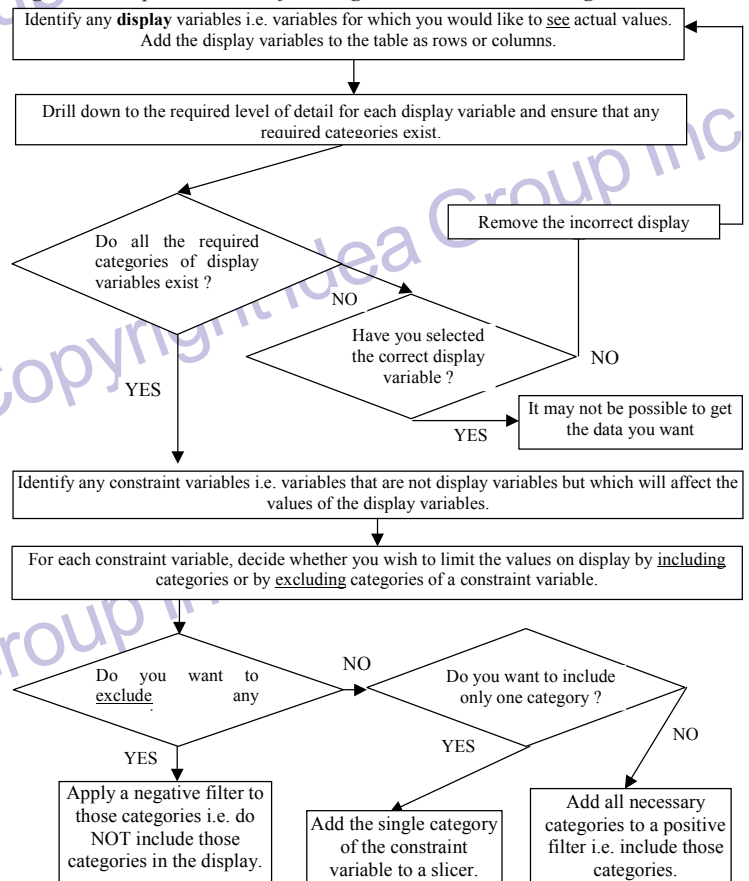 Identify any display variables i.e. variables for which you would like to see actual values.
Add the display variables to the table as rows or columns.
Drill down to the required level of detail for each display variable and ensure that any
required categories exist.
Do all the required
categories of display
variables exist ?
Remove the incorrect display
NO
Have you selected
the correct display
variable ?
NO
YES
YES
It may not be possible to get
the data you want
Identify any constraint variables i.e. variables that are not display variables but which will affect the
values of the display variables.
For each constraint variable, decide whether you wish to limit the values on display by including
categories or by excluding categories of a constraint variable.
Do you want to
exclude any
NO
Do you want to include
only one category ?
YES
YES
NO
Apply a negative filter to
those categories i.e. do
NOT include those
categories in the display.
Add the single category
of the constraint
variable to a slicer.
Add all necessary
categories to a positive
filter i.e. include those
categories.
Copyright Idea Group Inc
Group In